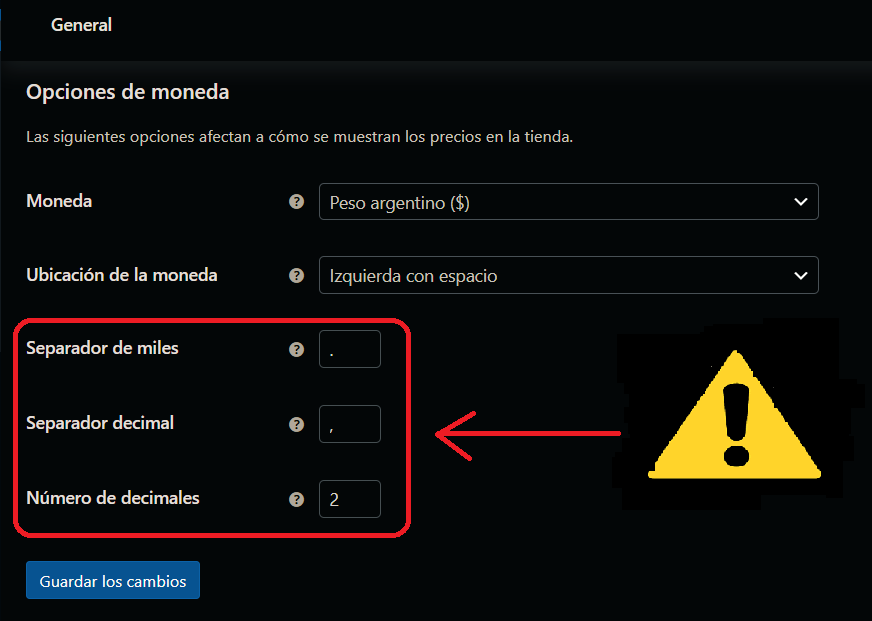 General
Opciones de moneda
Las siguientes opciones afectan a cómo se muestran los precios en la tienda.
Moneda ? Peso argentino ($)
Ubicación de la moneda ? Izquierda con espacio
Separador de miles ? .
Separador decimal ? ,
Número de decimales ? 2
Guardar los cambios